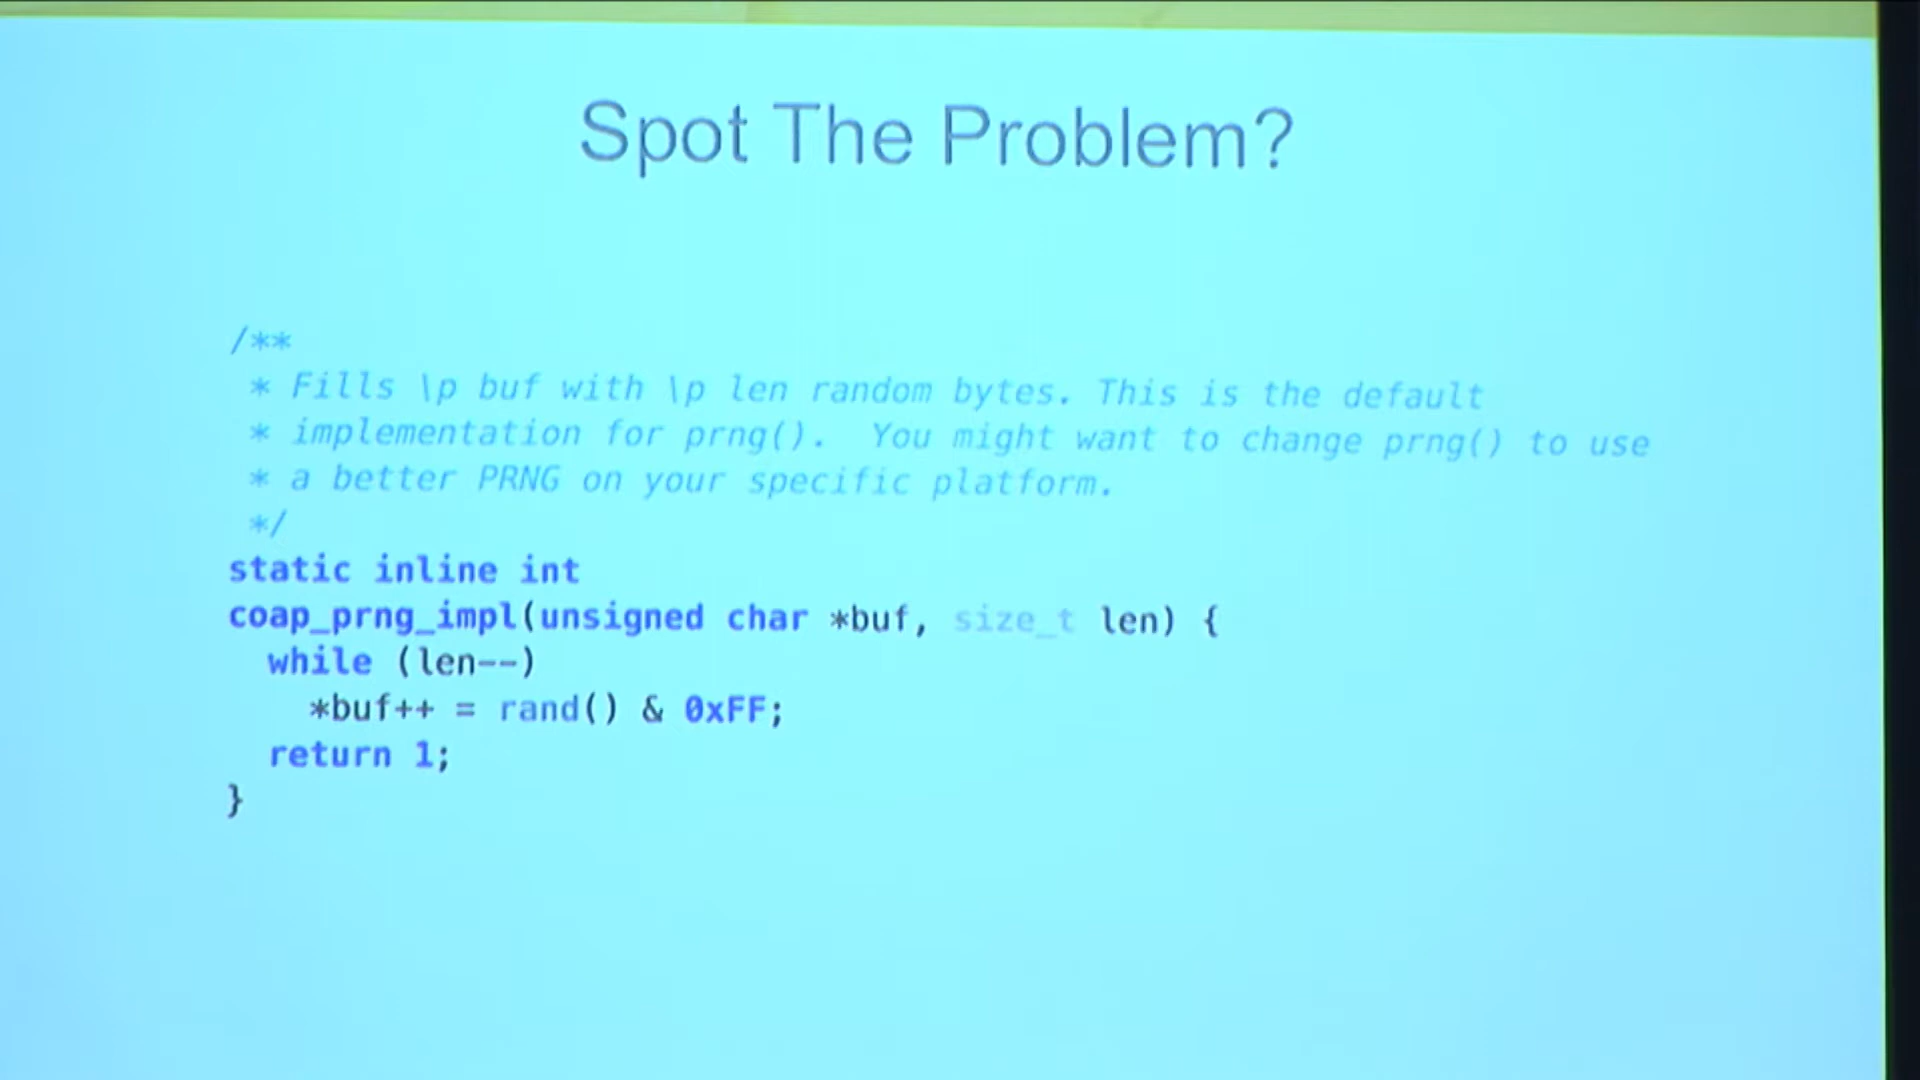 Spot The Problem?
/**
* Fills \p buf with \p len random bytes. This is the default
* implementation for prng().  You might want to change prng() to use
* a better PRNG on your specific platform.
*/
static inline int
coap_prng_impl(unsigned char *buf, size_t len) {
while (len--)
*buf++ = rand() & 0xFF;
return 1;
}